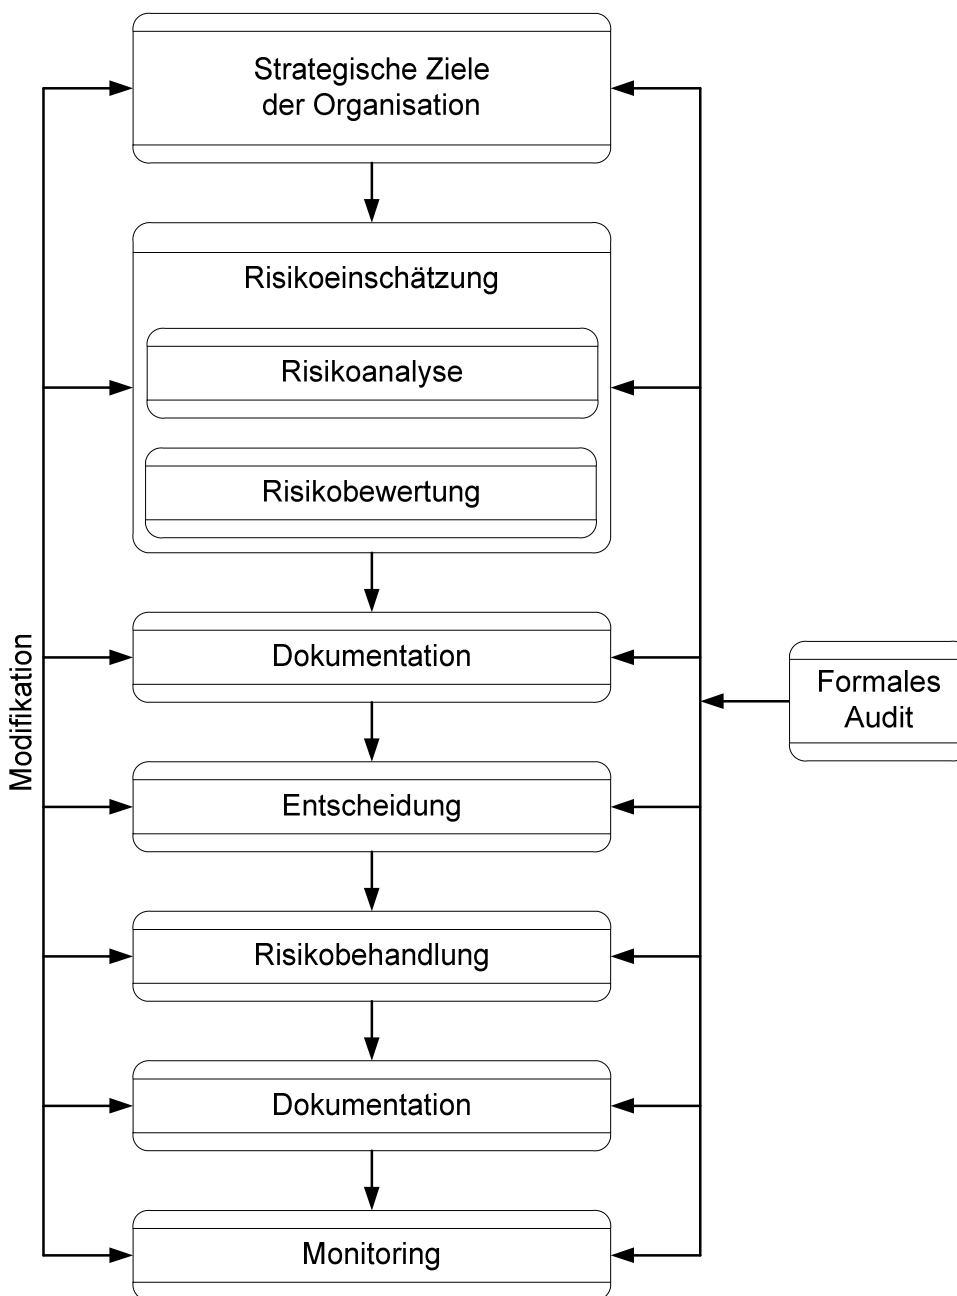 Strategische Ziele
der Organisation
Risikoeinschätzung
Risikoanalyse
Risikobewertung
Dokumentation
Modifikation
Formales
Audit
Entscheidung
Risikobehandlung
Dokumentation
Monitoring